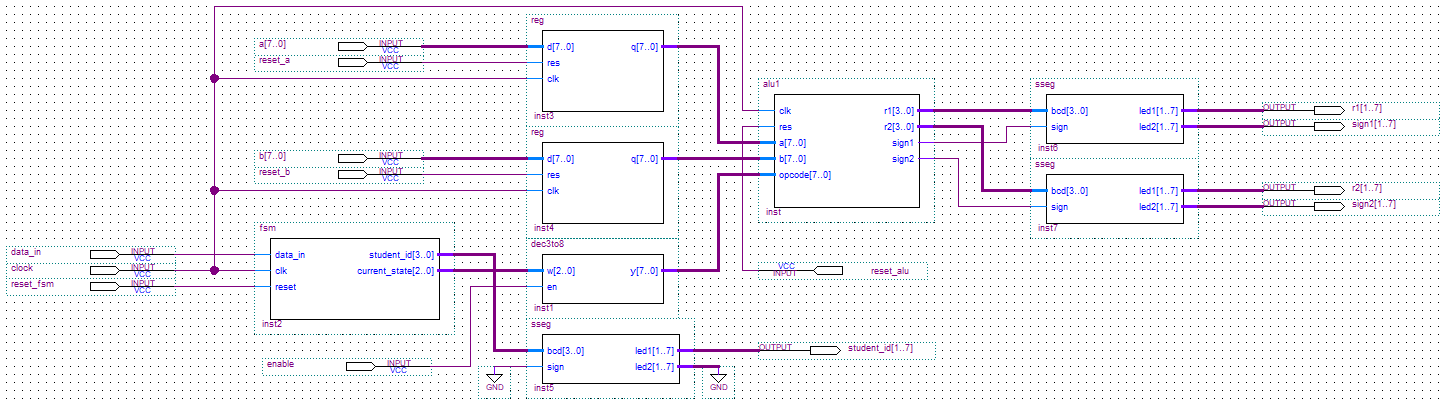 reg
a[7..0] INPUT VCC
reset_a INPUT VCC
d[7..0] q[7..0]
res
clk
inst3
reg
b[7..0] INPUT VCC
reset_b INPUT VCC
d[7..0] q[7..0]
res
clk
inst4
alu1
clk r1[3..0]
res r2[3..0]
a[7..0] sign1
b[7..0] sign2
opcode[7..0]
inst
sseg
bcd[3..0] led1[1..7]
sign led2[1..7]
inst6
OUTPUT r1[1..7]
OUTPUT sign1[1..7]
sseg
bcd[3..0] led1[1..7]
sign led2[1..7]
inst7
OUTPUT r2[1..7]
OUTPUT sign2[1..7]
fsm
data_in INPUT VCC
clock INPUT VCC
reset_fsm INPUT VCC
data_in student_id[3..0]
clk current_state[2..0]
reset
inst2
dec3to8
w[2..0] y[7..0]
en
inst1
VCC INPUT reset_alu
sseg
enable INPUT VCC
bcd[3..0] led1[1..7]
sign led2[1..7]
inst5
GND
GND
OUTPUT student_id[1..7]